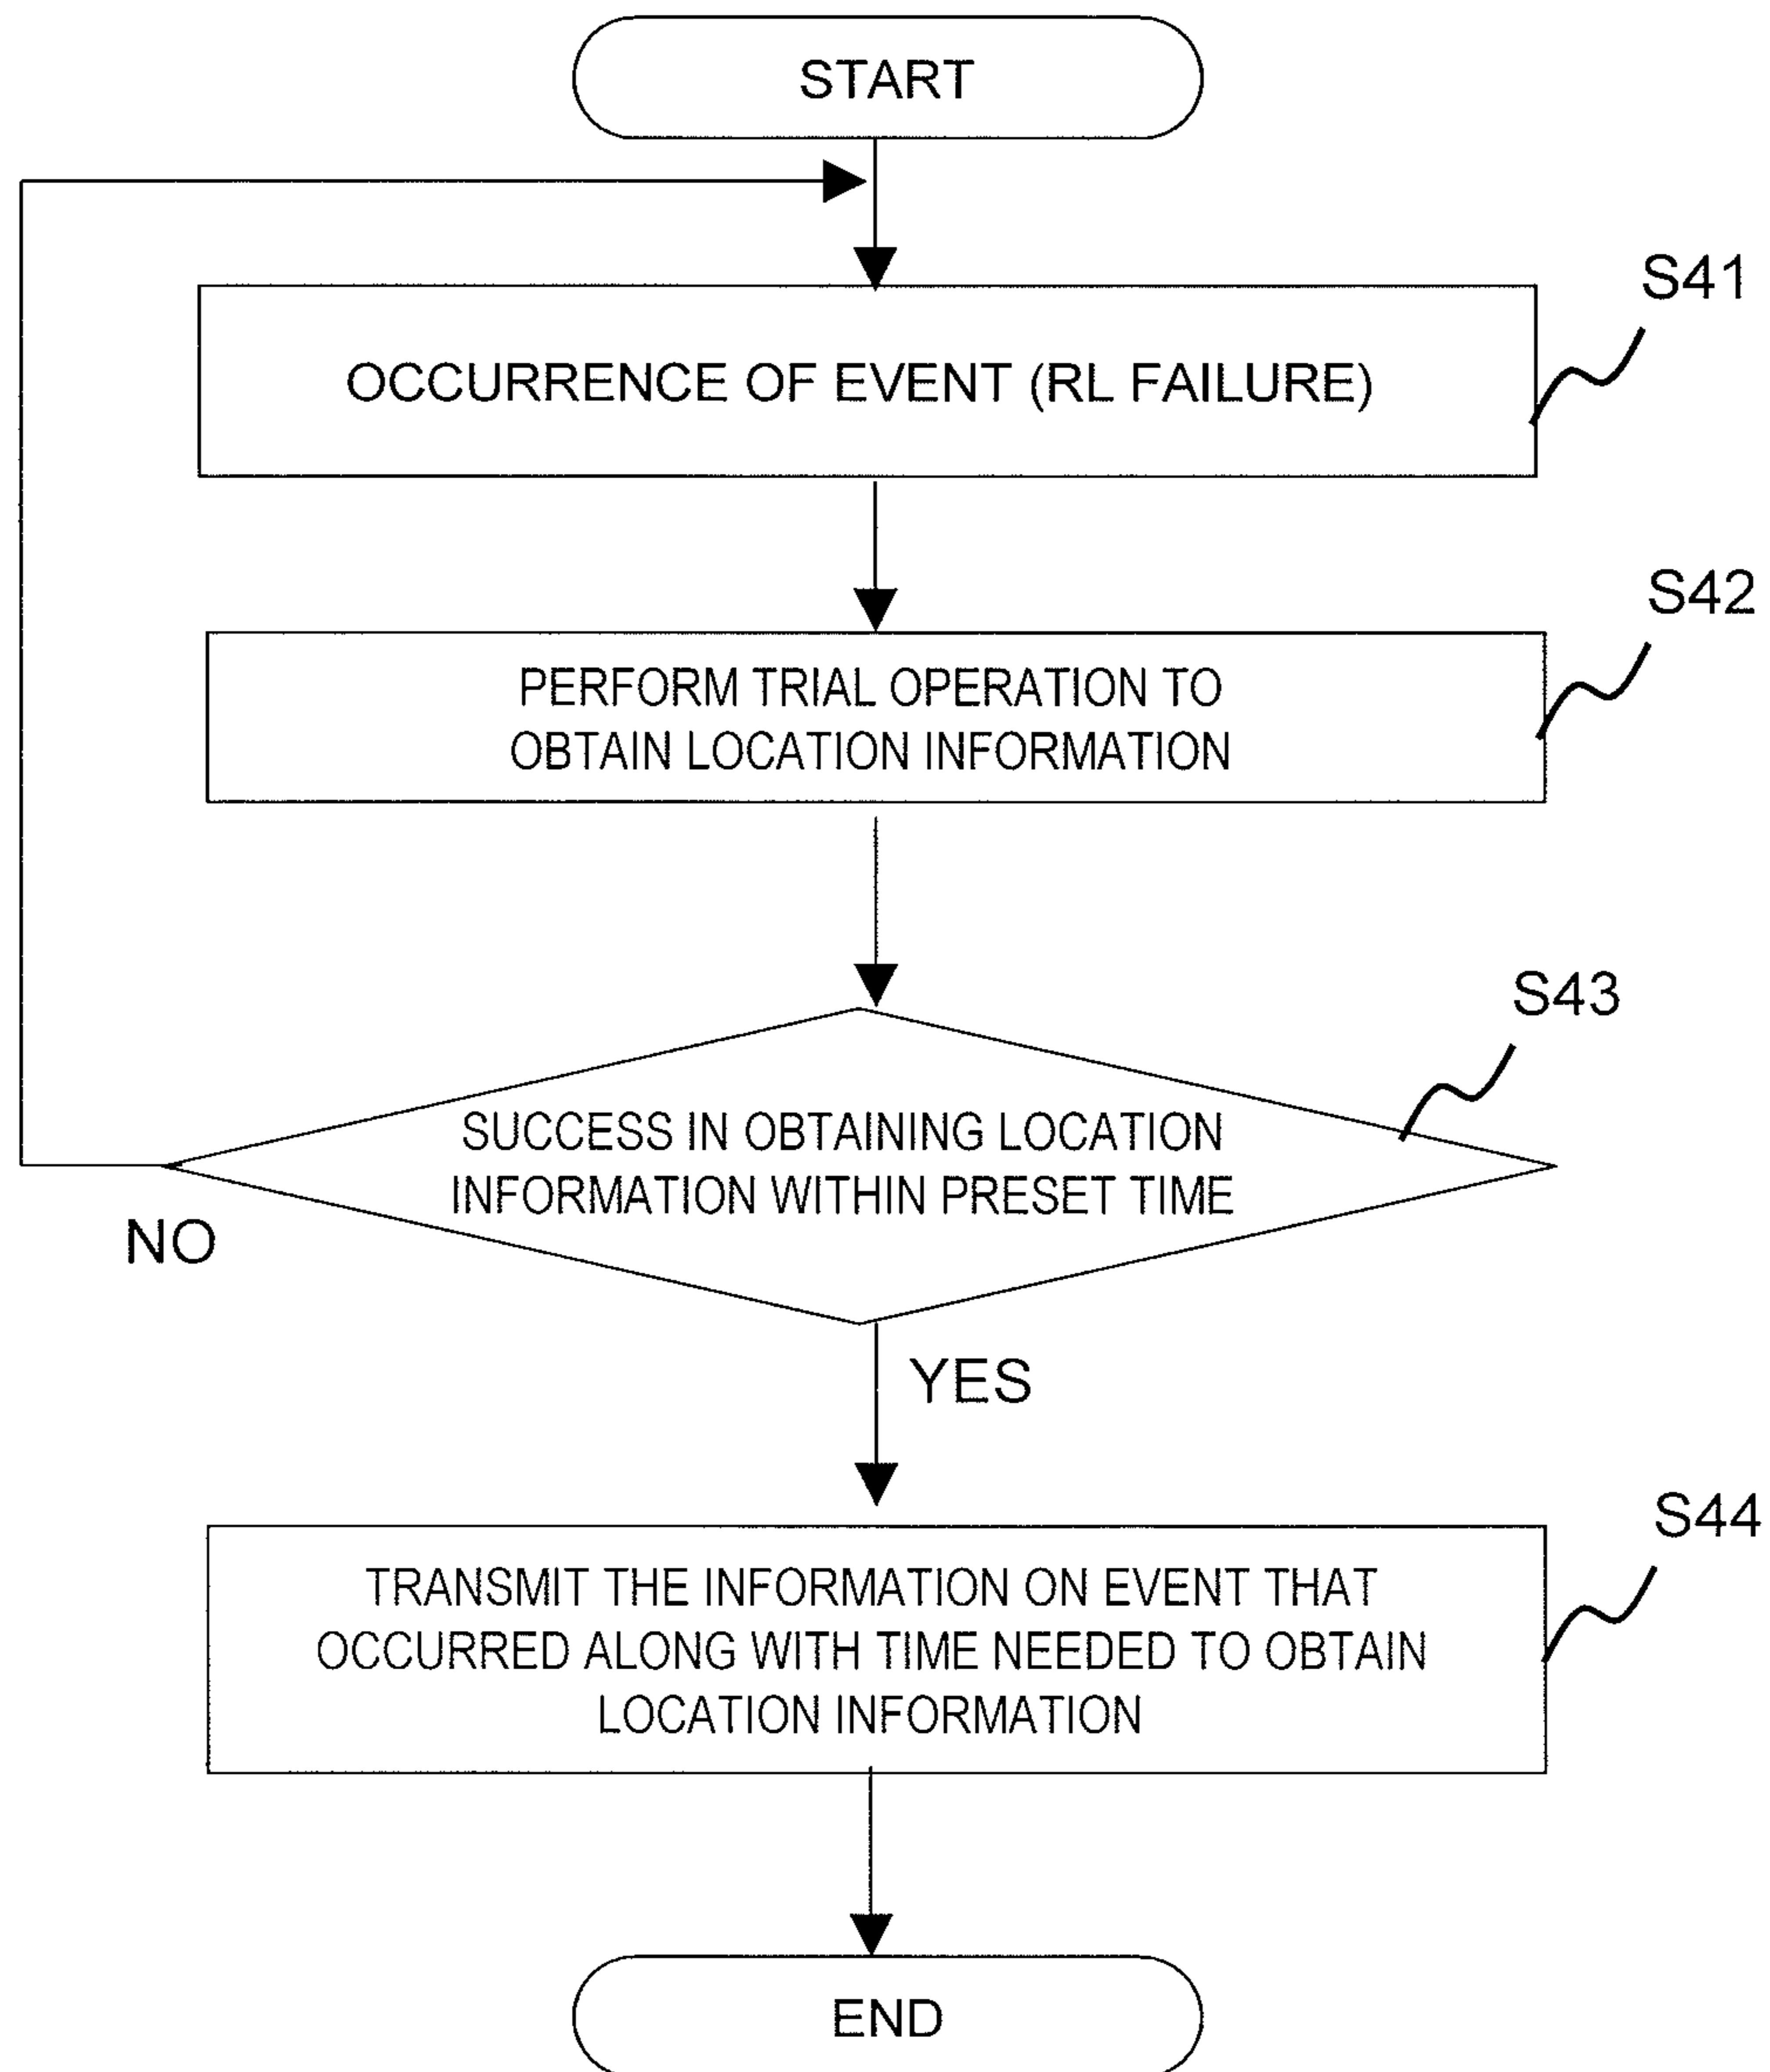 START
S41
OCCURRENCE OF EVENT (RL FAILURE)
S42
PERFORM TRIAL OPERATION TO
OBTAIN LOCATION INFORMATION
S43
SUCCESS IN OBTAINING LOCATION
INFORMATION WITHIN PRESET TIME
NO
YES
S44
TRANSMIT THE INFORMATION ON EVENT THAT
OCCURRED ALONG WITH TIME NEEDED TO OBTAIN
LOCATION INFORMATION
END